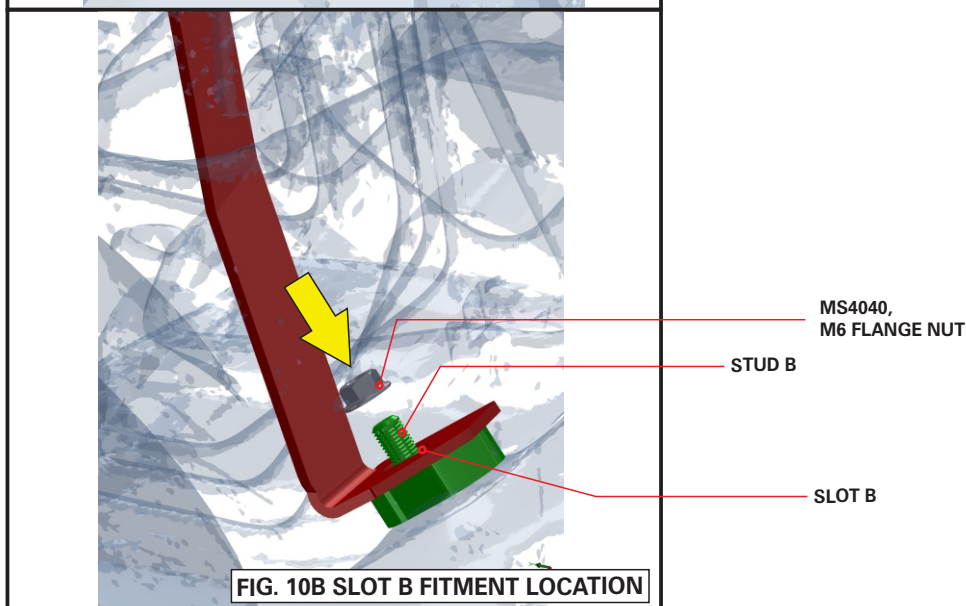 MS4040,
M6 FLANGE NUT
STUD B
SLOT B
FIG. 10B SLOT B FITMENT LOCATION